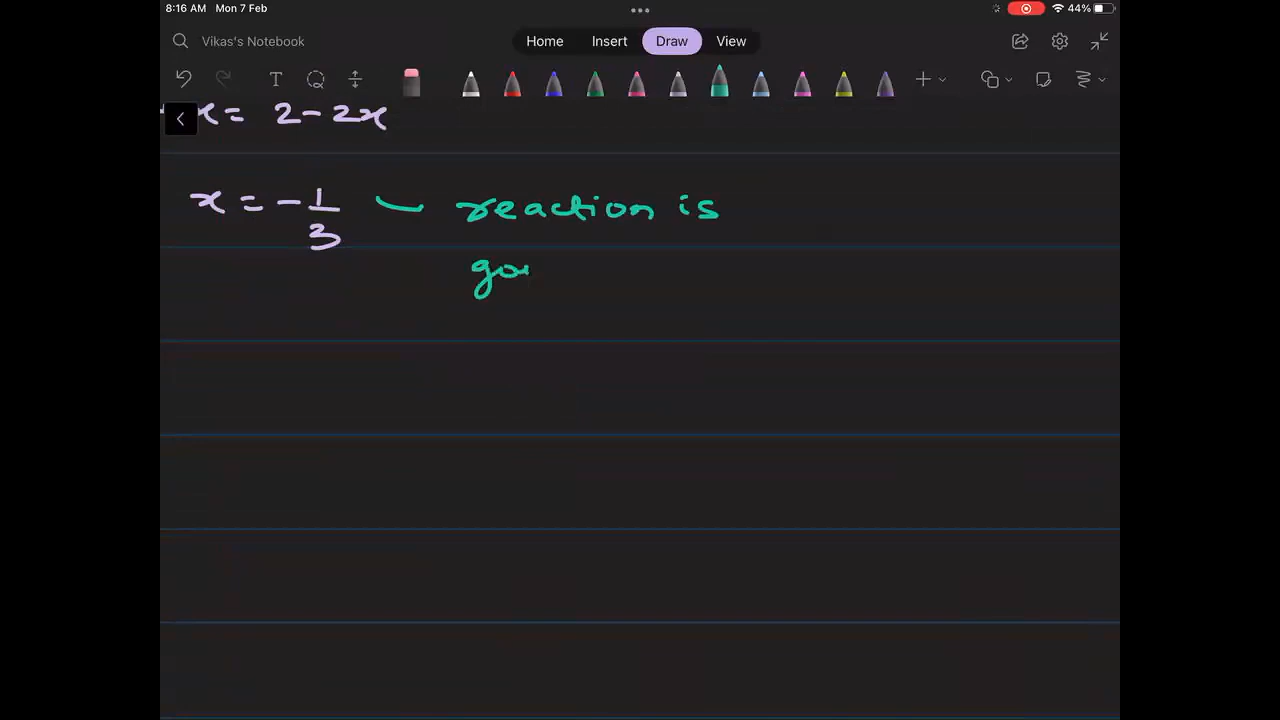 8:16 AM Mon 7 Feb
44%
Vikas's Notebook
Home Insert Draw View
x = 2 - 2x
x = -1/3 reaction is